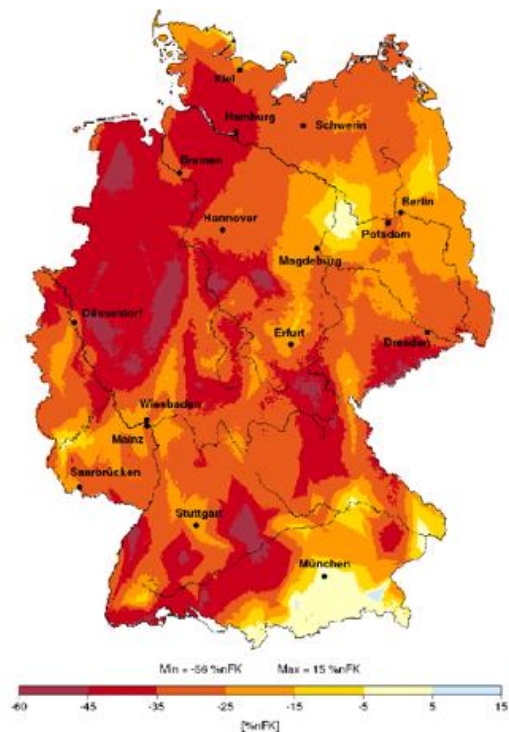 Kiel
Hamburg
Schwerin
Bremen
Berlin
Hannover
Potsdam
Magdeburg
Düsseldorf
Erfurt
Dresden
Wiesbaden
Mainz
Saarbrücken
Stuttgart
München
Min = -56 %nFK Max = 15 %nFK
-60 -45 -35 -25 -15 -5 5 15
[%nFK]